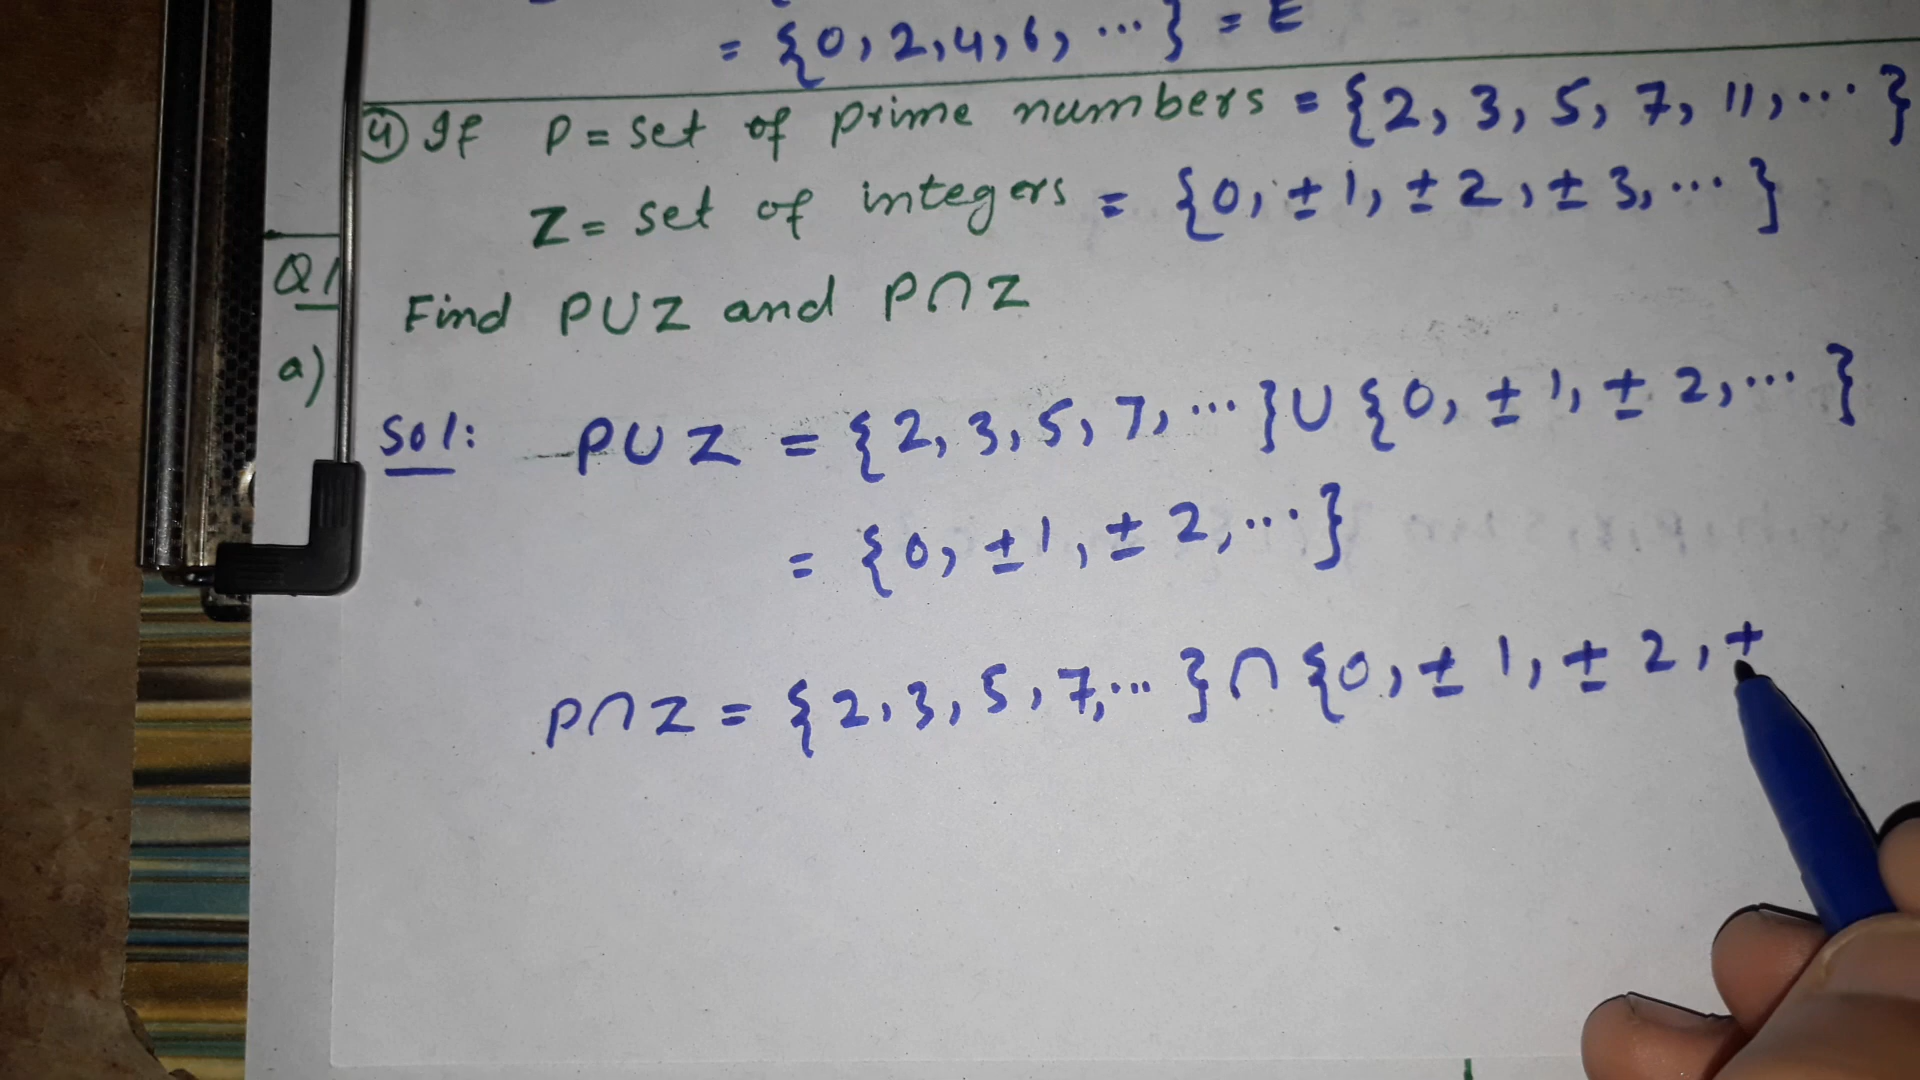 = {0, 2, 4, 6, ...} = E
④ If P = set of prime numbers = {2, 3, 5, 7, 11, ...}
Z = set of integers = {0, ±1, ±2, ±3, ...}
Q1
Find P∪Z and P∩Z
a)
Sol: P∪Z = {2, 3, 5, 7, ...} ∪ {0, ±1, ±2, ...}
= {0, ±1, ±2, ...}
P∩Z = {2, 3, 5, 7, ...} ∩ {0, ±1, ±2, +